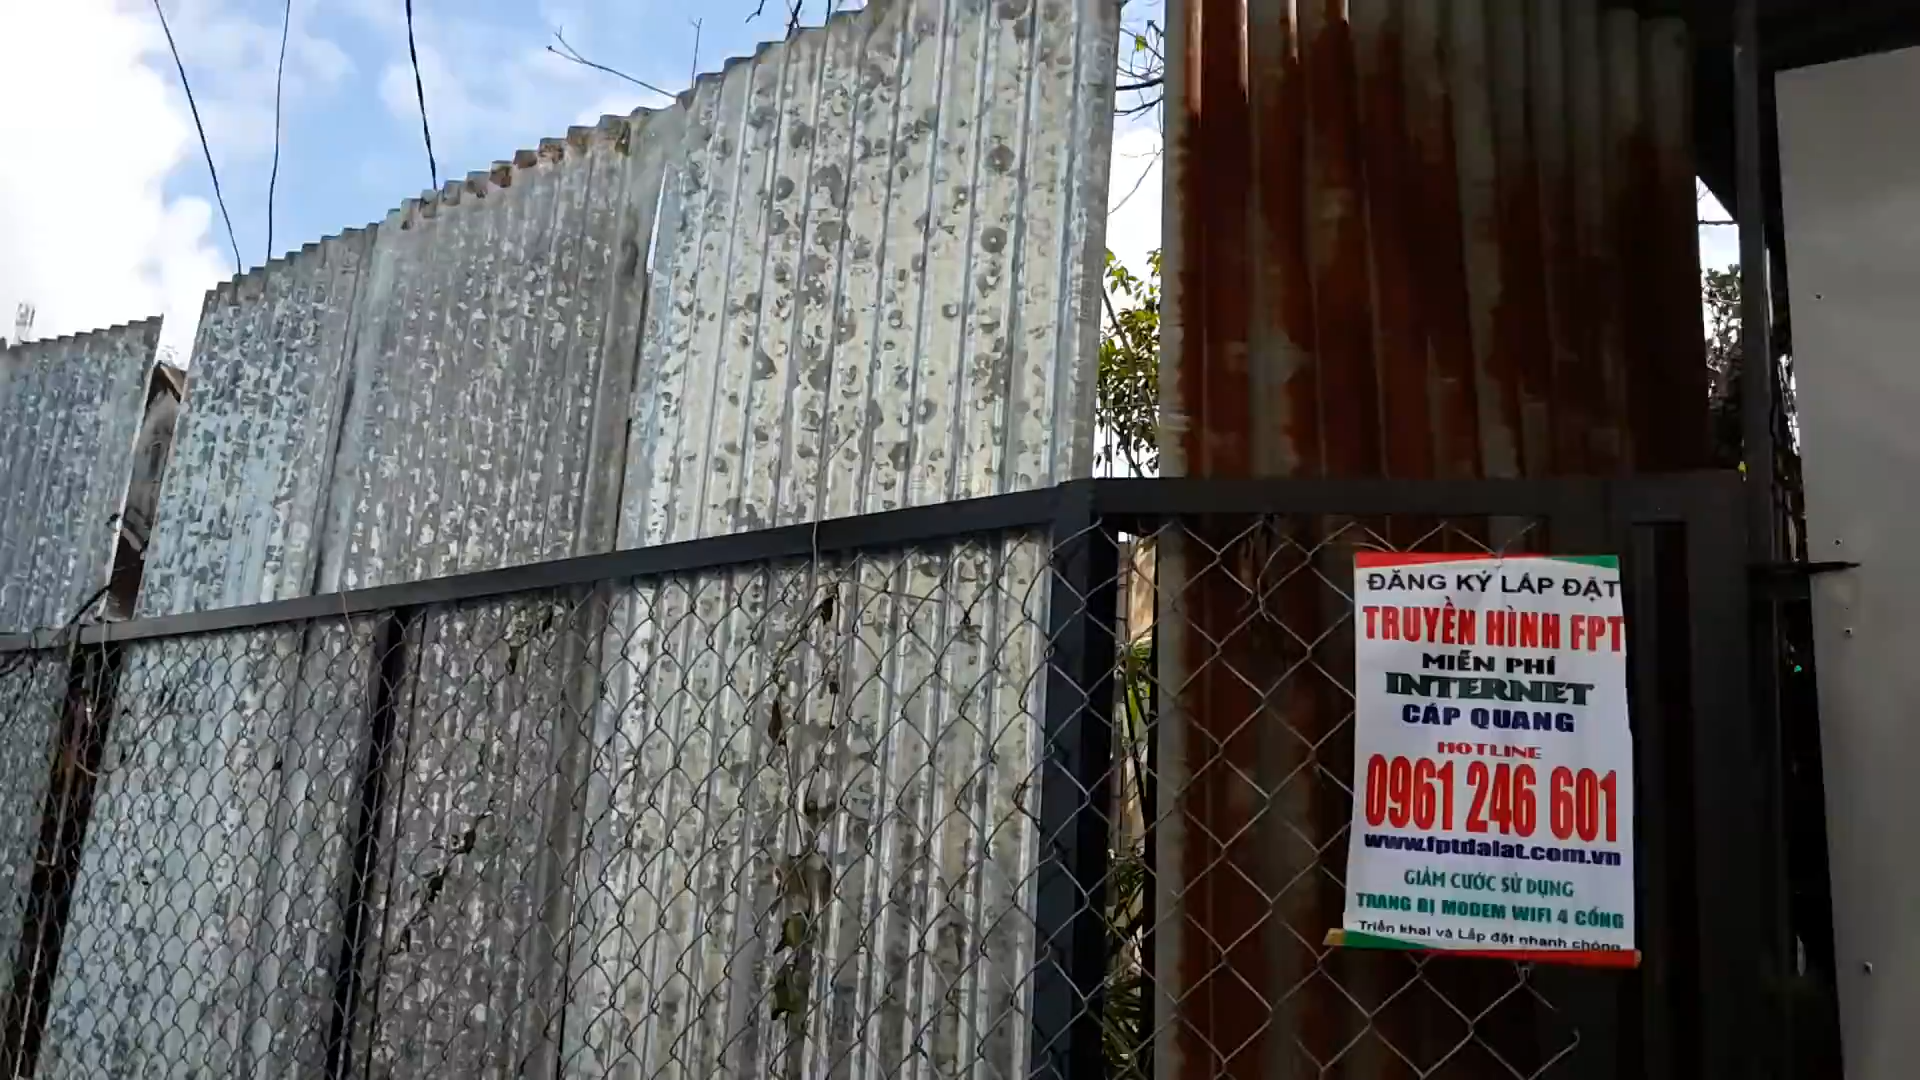 ĐĂNG KÝ LẮP ĐẶT
TRUYỀN HÌNH FPT
MIỄN PHÍ
INTERNET
CÁP QUANG
HOTLINE
0961 246 601
www.fptdalat.com.vn
GIẢM CƯỚC SỬ DỤNG
TRANG BỊ MODEM WIFI 4 CỔNG
Triển khai và Lắp đặt nhanh chóng